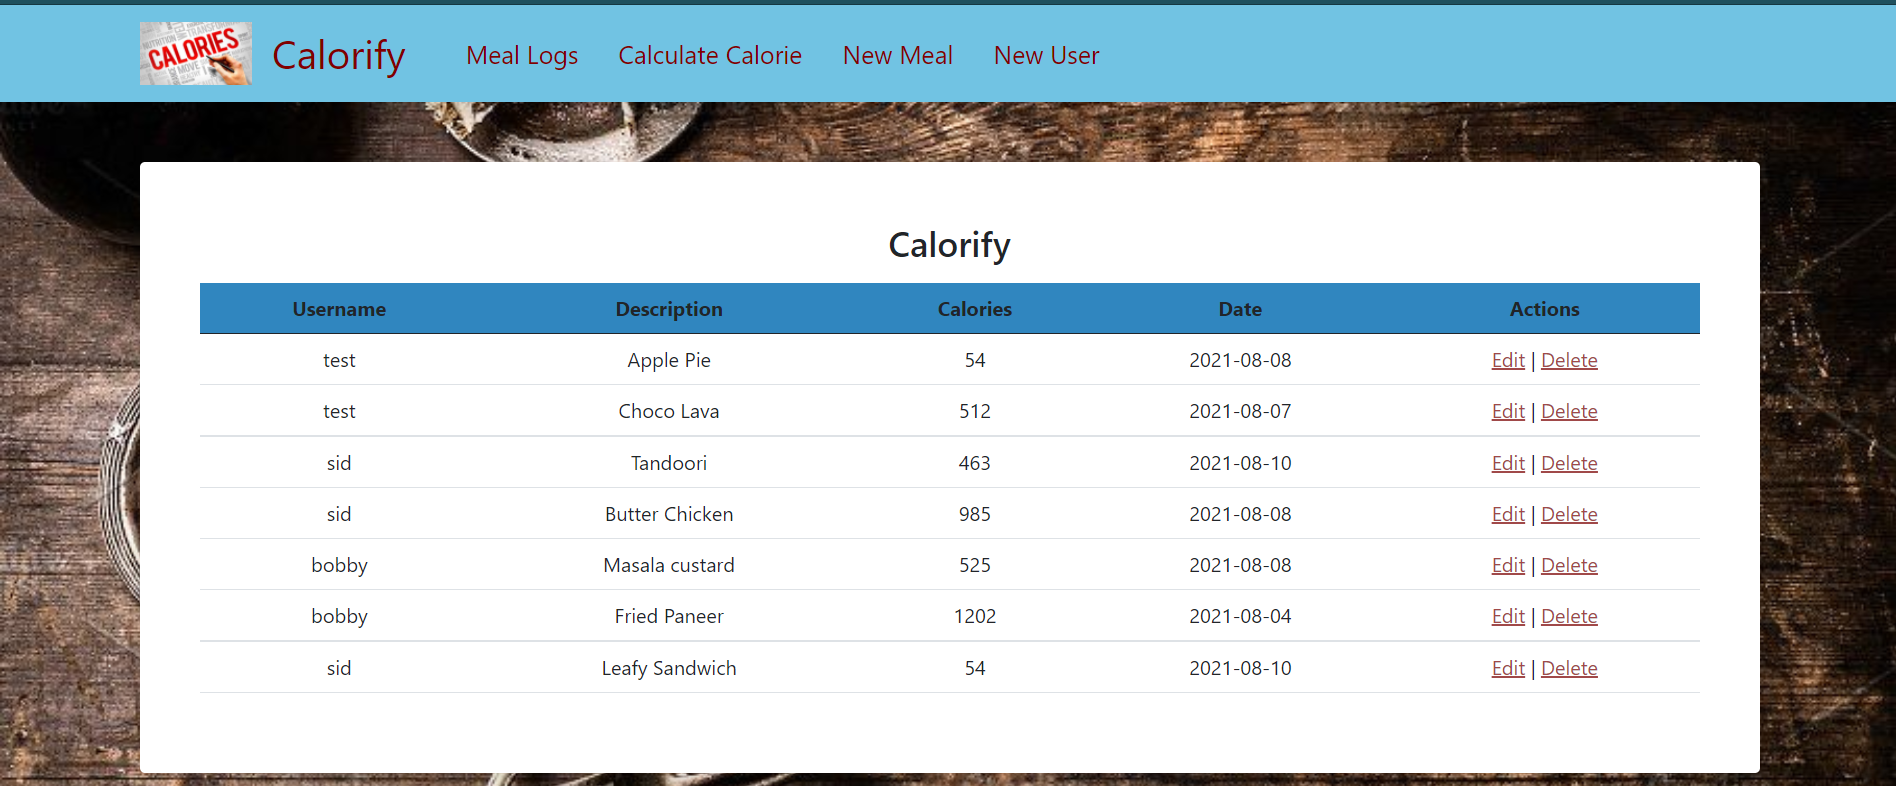 CALORIES
MOVE
Calorify
Meal Logs
Calculate Calorie
New Meal
New User
Calorify
Username Description Calories Date Actions
test Apple Pie 54 2021-08-08 Edit | Delete
test Choco Lava 512 2021-08-07 Edit | Delete
sid Tandoori 463 2021-08-10 Edit | Delete
sid Butter Chicken 985 2021-08-08 Edit | Delete
bobby Masala custard 525 2021-08-08 Edit | Delete
bobby Fried Paneer 1202 2021-08-04 Edit | Delete
sid Leafy Sandwich 54 2021-08-10 Edit | Delete